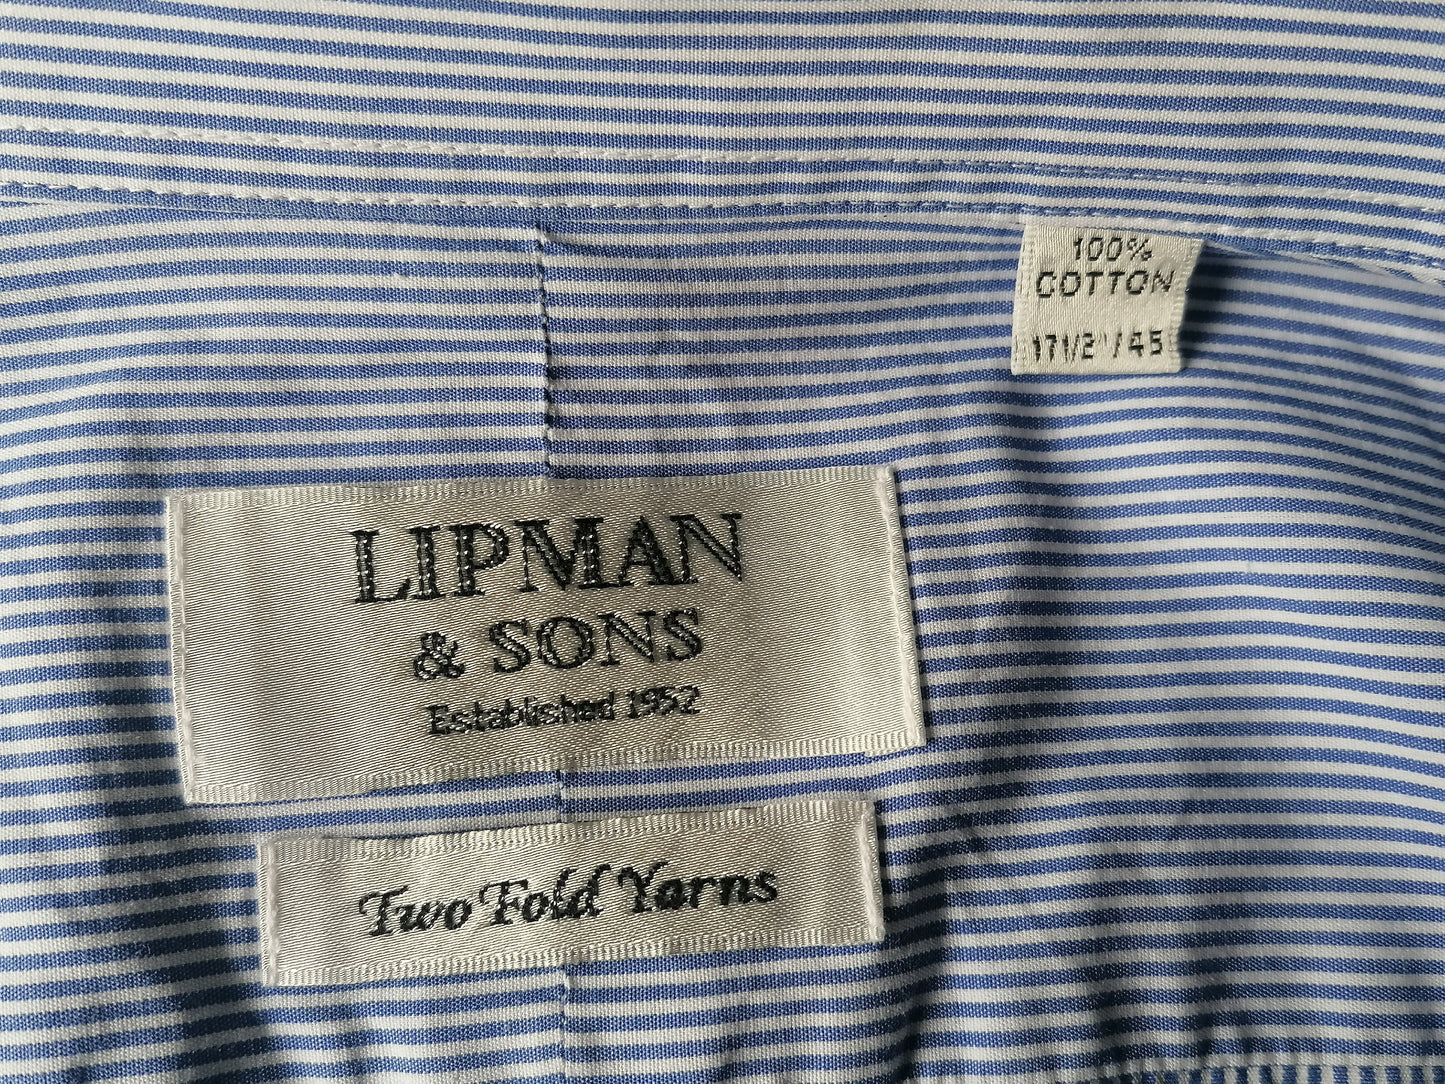 100%
COTTON
17 1/2"/45
LIPMAN
& SONS
Established 1952
Two Fold Yarns